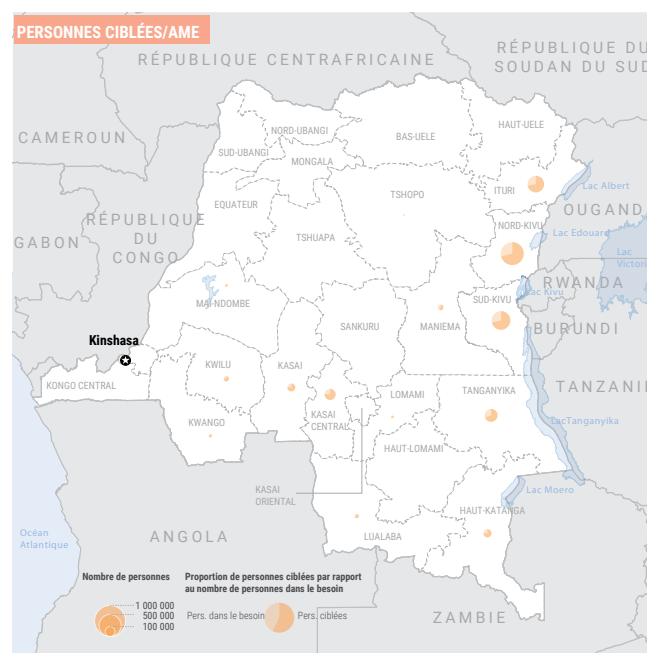 PERSONNES CIBLÉES/AME
RÉPUBLIQUE CENTRAFRICAINE
RÉPUBLIQUE DU
SOUDAN DU SUD
CAMEROUN
NORD-UBANGI
BAS-UELE
HAUT-UELE
SUD-UBANGI
MONGALA
ITURI
Lac Albert
EQUATEUR
TSHOPO
OUGAND
RÉPUBLIQUE
DU
CONGO
NORD-KIVU
Lac Edouard
GABON
TSHUAPA
Lac
Victoria
RWANDA
Lac Kivu
MAI-NDOMBE
SUD-KIVU
SANKURU
MANIEMA
BURUNDI
Kinshasa
KWILU
KASAI
KONGO CENTRAL
LOMAMI
TANGANYIKA
TANZANIE
KASAI
CENTRAL
KWANGO
LacTanganyika
HAUT-LOMAMI
KASAI
ORIENTAL
Lac Moero
HAUT-KATANGA
Océan
Atlantique
ANGOLA
LUALABA
Nombre de personnes
1 000 000
500 000
100 000
Proportion de personnes ciblées par rapport
au nombre de personnes dans le besoin
Pers. dans le besoin
Pers. ciblées
ZAMBIE